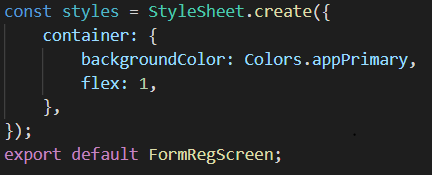 const styles = StyleSheet.create({
    container: {
        backgroundColor: Colors.appPrimary,
        flex: 1,
    },
});
export default FormRegScreen;